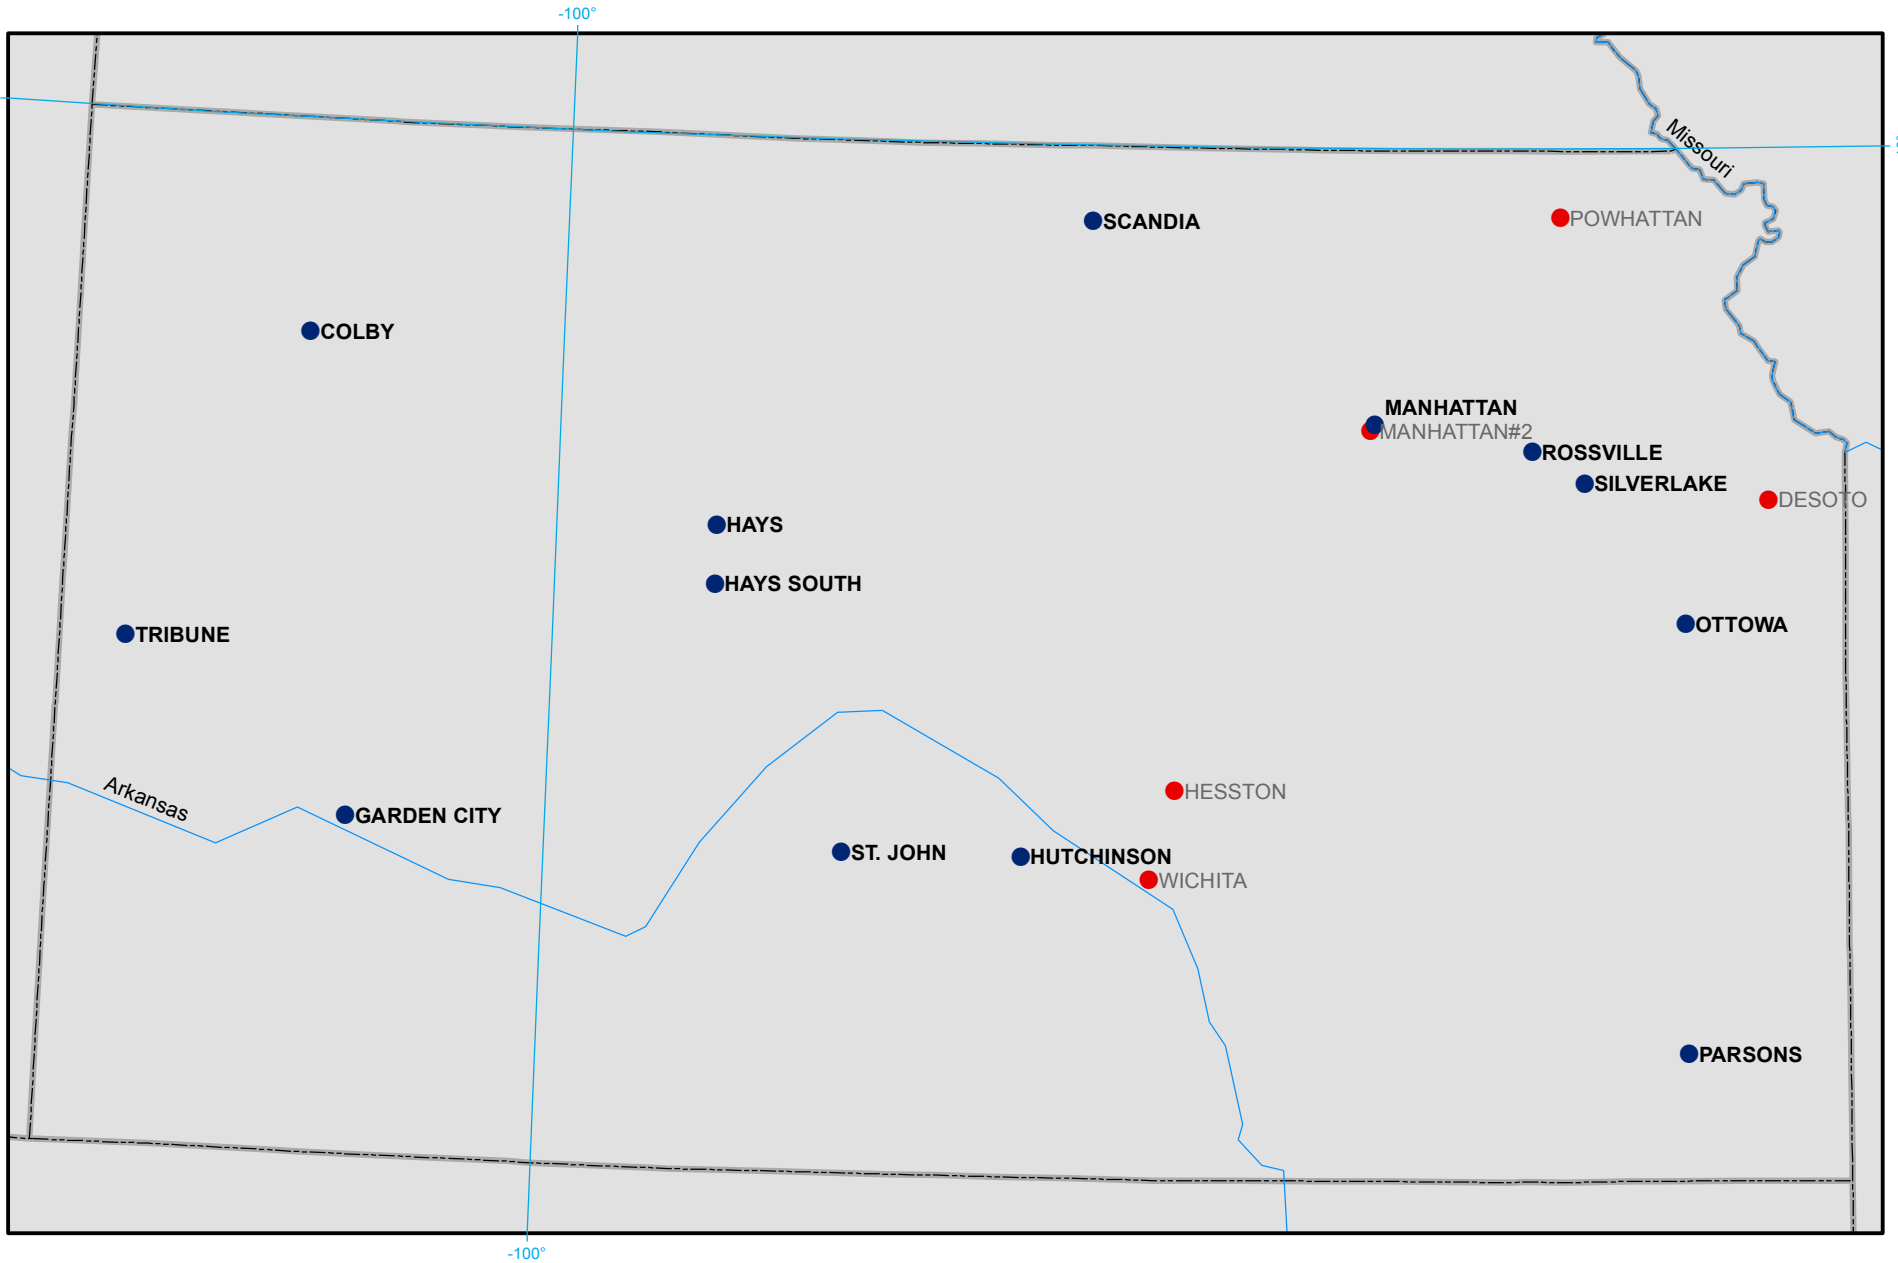 -100°
Missouri
POWHATTAN
SCANDIA
COLBY
MANHATTAN
MANHATTAN#2
ROSSVILLE
SILVERLAKE
DESOTO
HAYS
HAYS SOUTH
OTTOWA
TRIBUNE
Arkansas
HESSTON
GARDEN CITY
ST. JOHN
HUTCHINSON
WICHITA
PARSONS
-100°